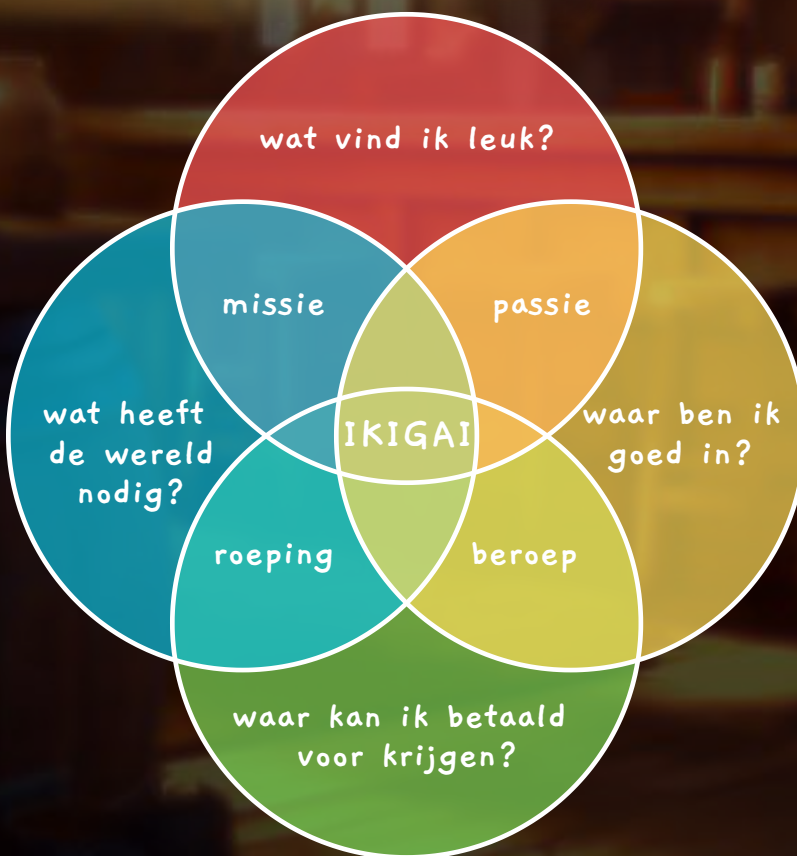 wat vind ik leuk?
missie
passie
wat heeft
de wereld
nodig?
IKIGAI
waar ben ik
goed in?
roeping
beroep
waar kan ik betaald
voor krijgen?